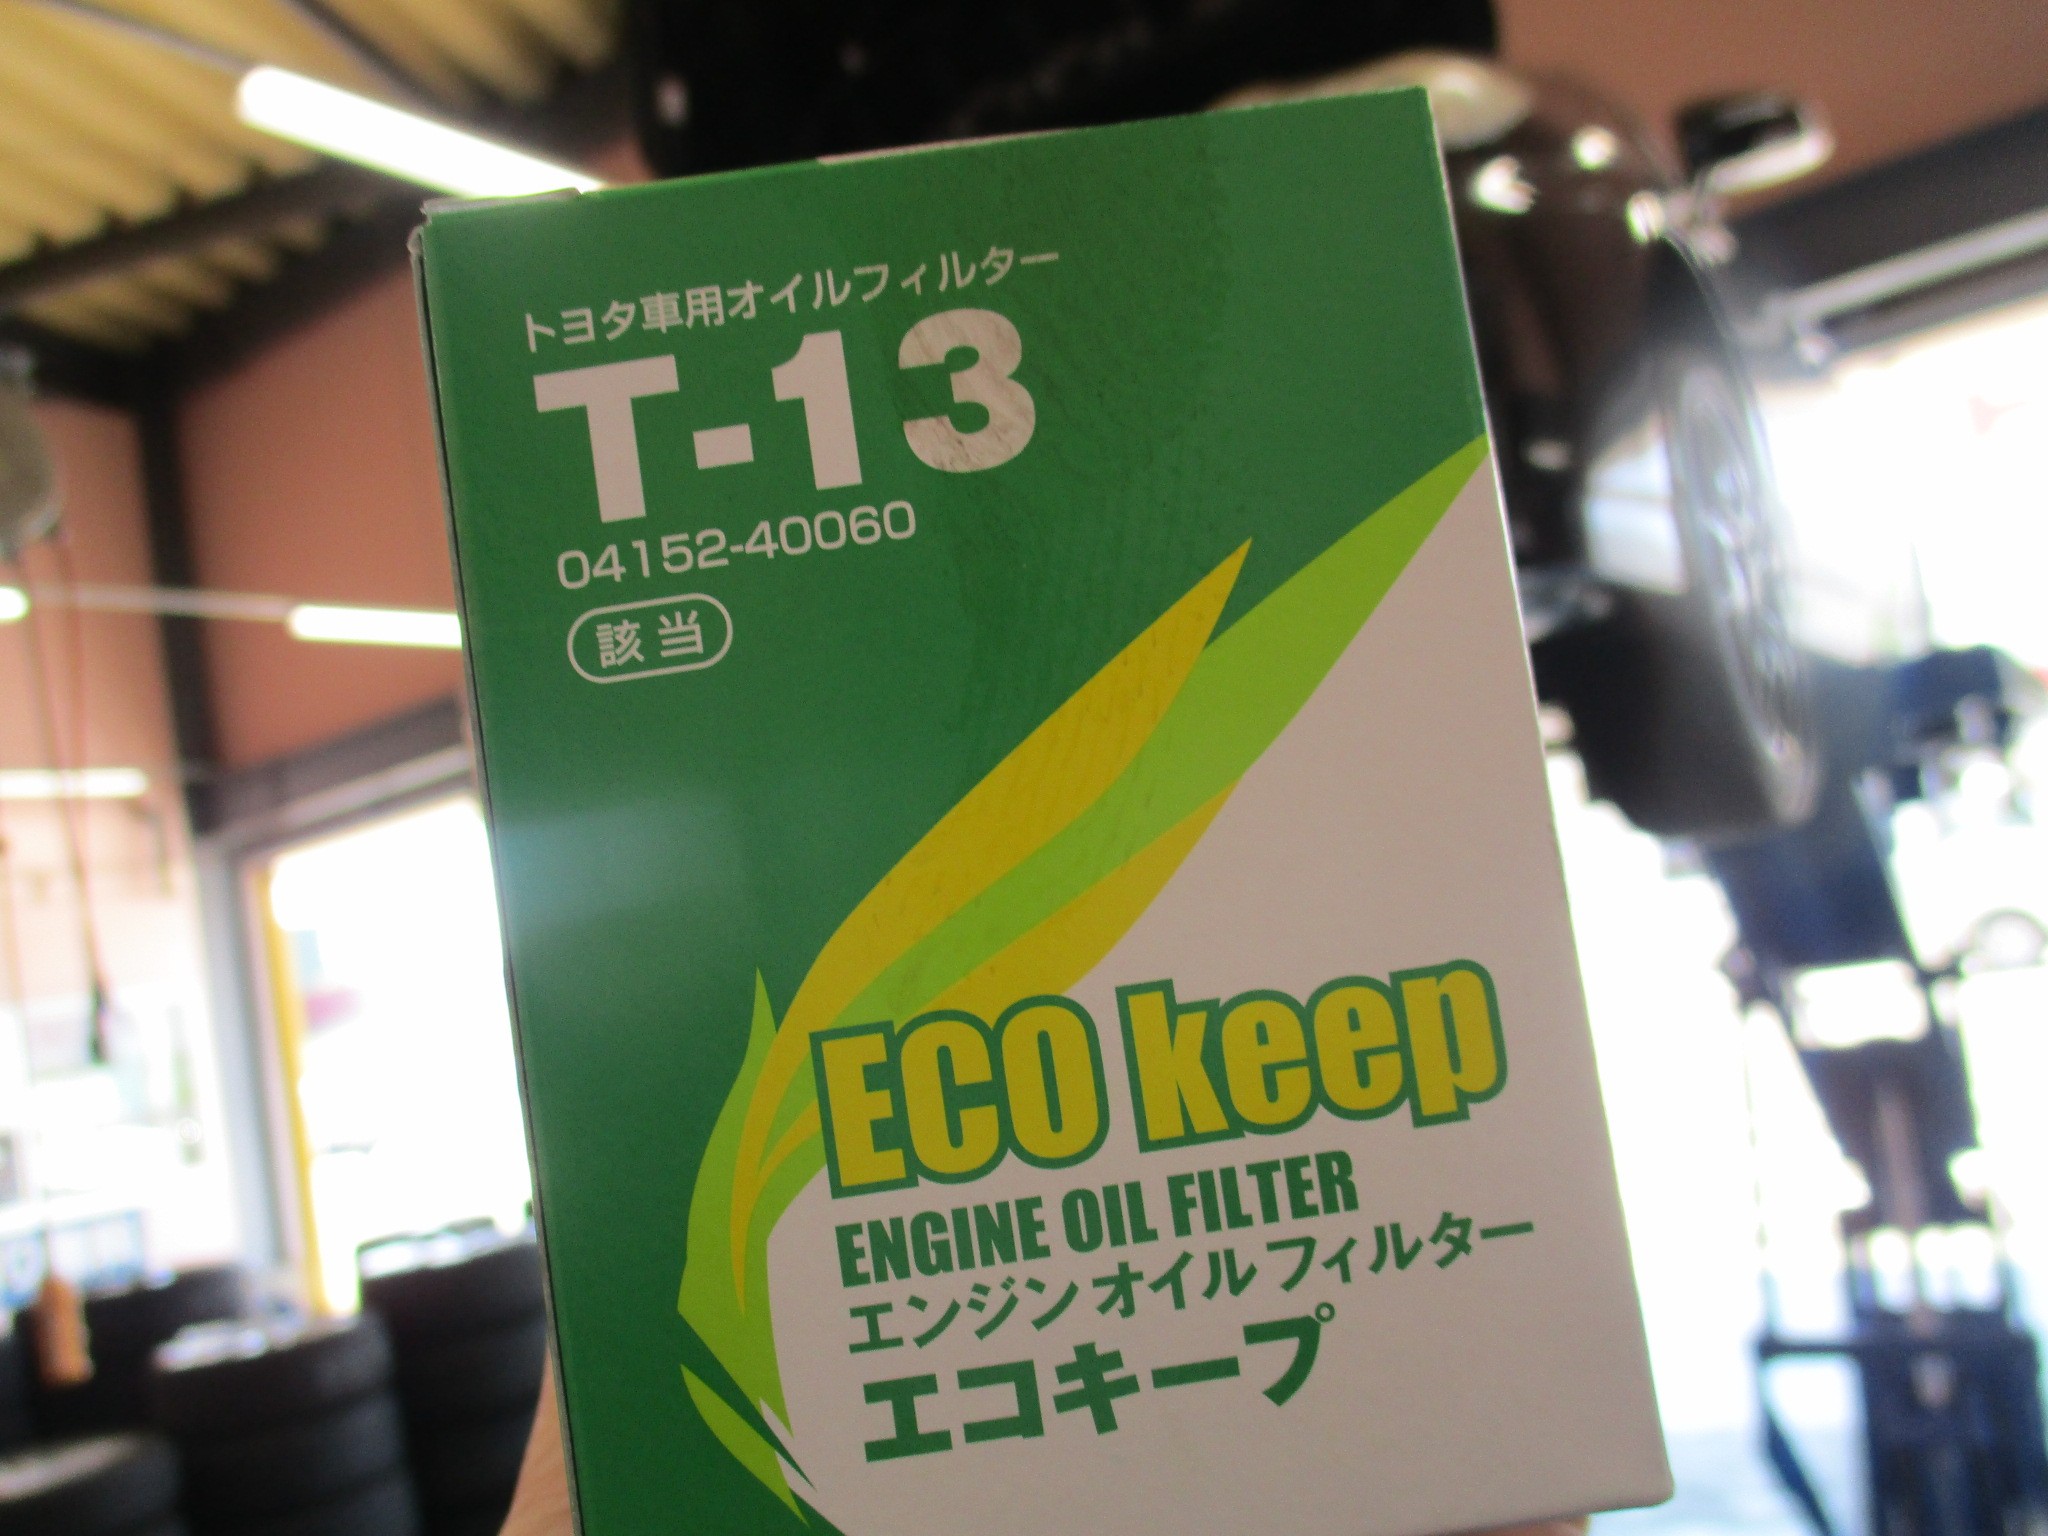 トヨタ車用オイルフィルター
T-13
04152-40060
該当
ECO keep
ENGINE OIL FILTER
エンジン オイル フィルター
エコキープ